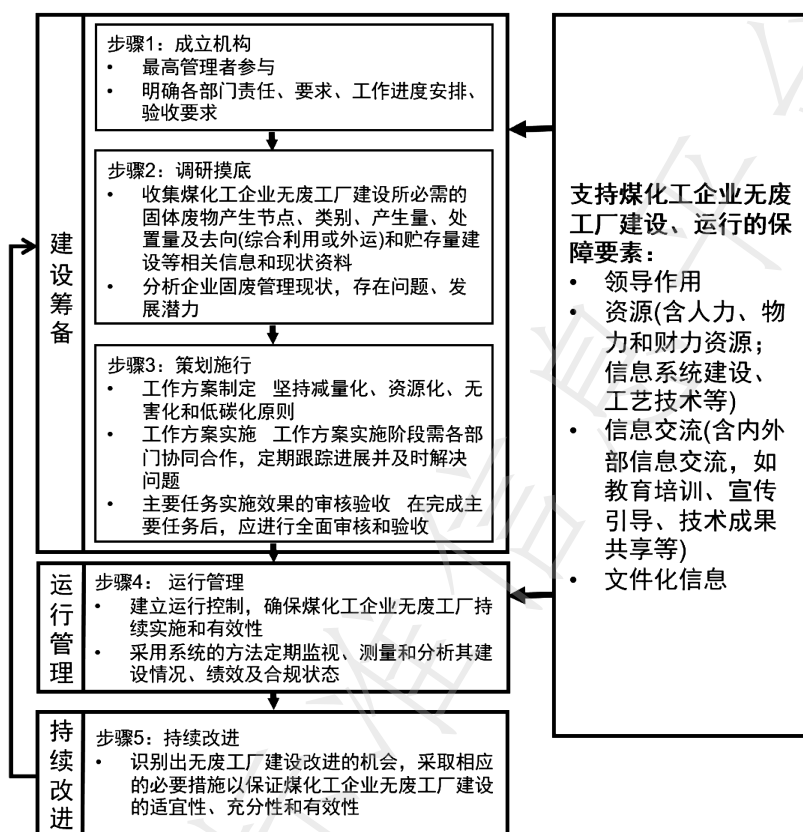 建设筹备
步骤1：成立机构
• 最高管理者参与
• 明确各部门责任、要求、工作进度安排、
验收要求
步骤2：调研摸底
• 收集煤化工企业无废工厂建设所必需的
固体废物产生节点、类别、产生量、处
置量及去向(综合利用或外运)和贮存量建
设等相关信息和现状资料
• 分析企业固废管理现状，存在问题、发
展潜力
步骤3：策划施行
• 工作方案制定 坚持减量化、资源化、无
害化和低碳化原则
• 工作方案实施 工作方案实施阶段需各部
门协同合作，定期跟踪进展并及时解决
问题
• 主要任务实施效果的审核验收 在完成主
要任务后，应进行全面审核和验收
运行管理
步骤4： 运行管理
• 建立运行控制，确保煤化工企业无废工厂持
续实施和有效性
• 采用系统的方法定期监视、测量和分析其建
设情况、绩效及合规状态
持续改进
步骤5：持续改进
• 识别出无废工厂建设改进的机会，采取相应
的必要措施以保证煤化工企业无废工厂建设
的适宜性、充分性和有效性
支持煤化工企业无废
工厂建设、运行的保
障要素：
• 领导作用
• 资源(含人力、物
力和财力资源；
信息系统建设、
工艺技术等)
• 信息交流(含内外
部信息交流，如
教育培训、宣传
引导、技术成果
共享等)
• 文件化信息